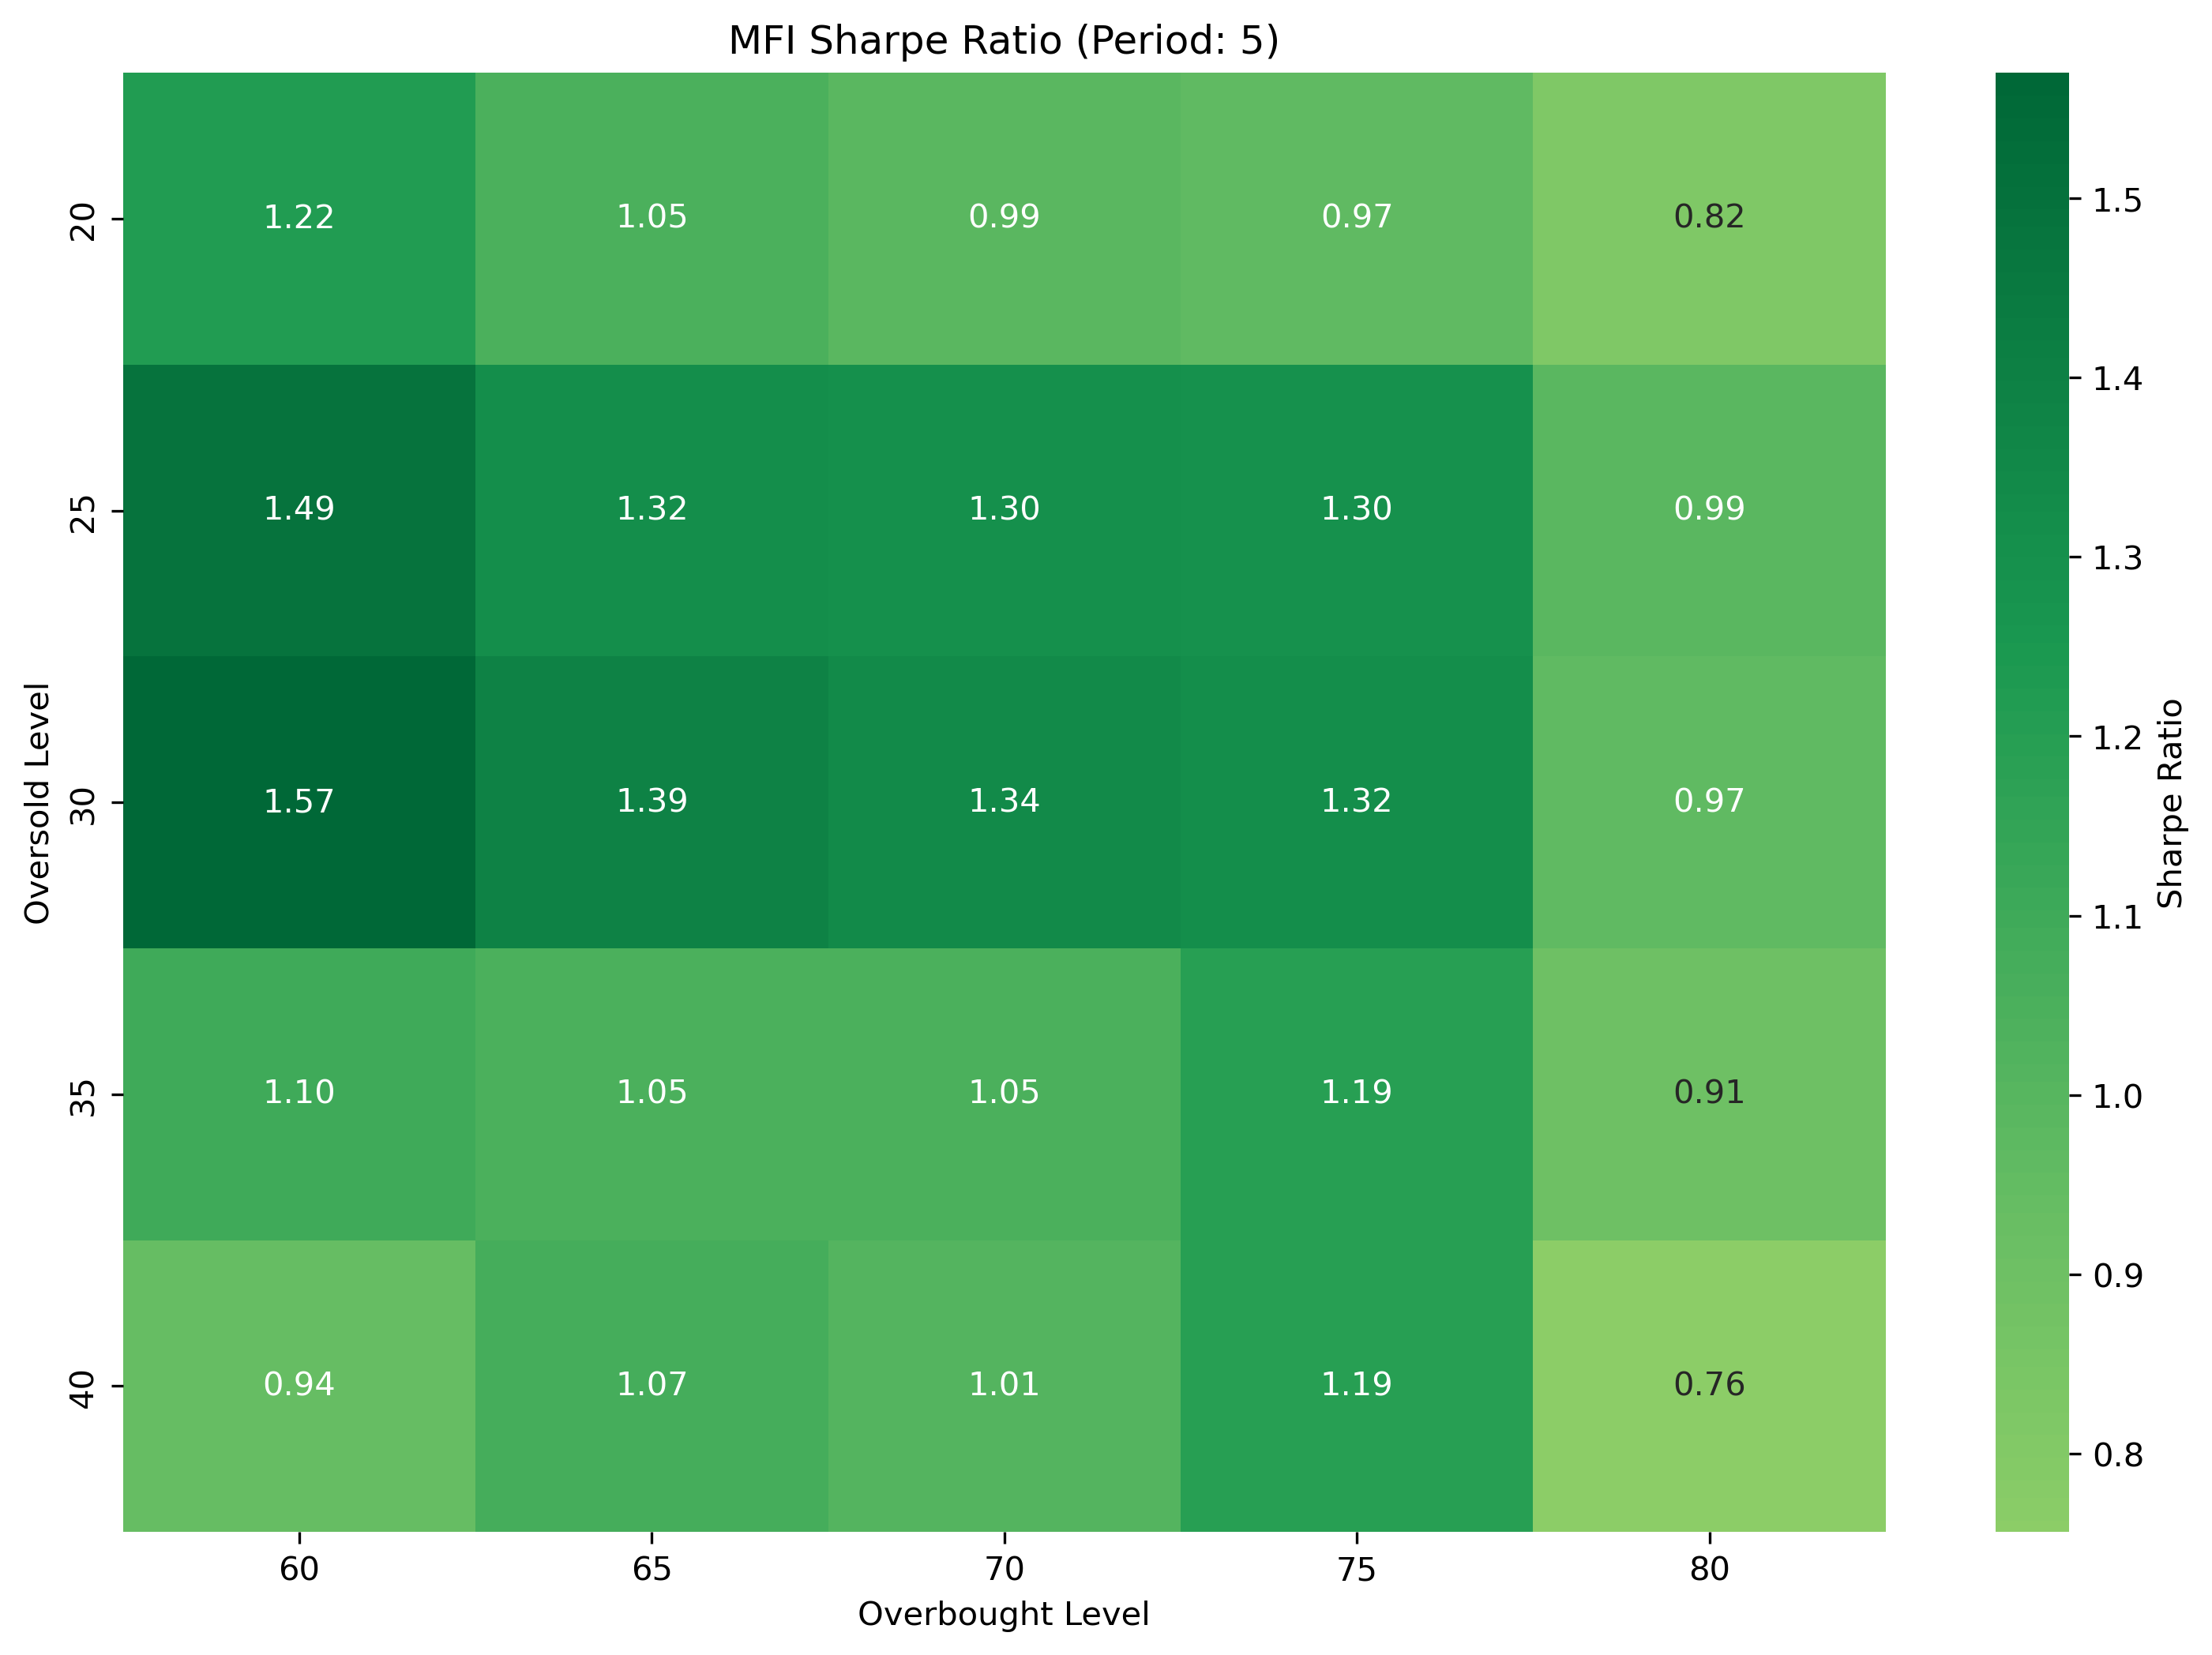 MFI Sharpe Ratio (Period: 5)
Oversold Level
20 1.22 1.05 0.99 0.97 0.82
25 1.49 1.32 1.30 1.30 0.99
30 1.57 1.39 1.34 1.32 0.97
35 1.10 1.05 1.05 1.19 0.91
40 0.94 1.07 1.01 1.19 0.76
60 65 70 75 80
Overbought Level
1.5
1.4
1.3
1.2
1.1
1.0
0.9
0.8
Sharpe Ratio